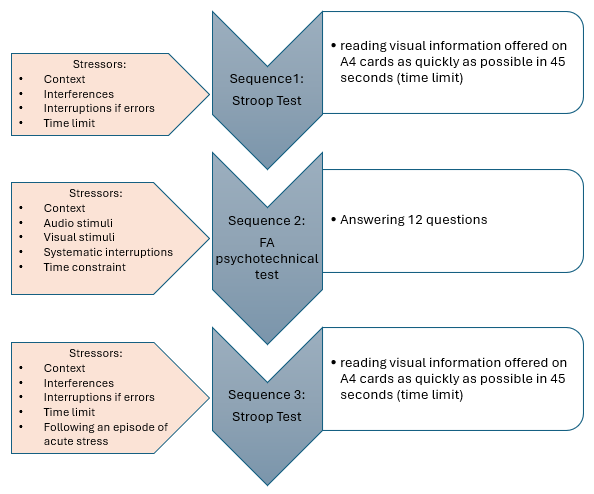 Stressors:
• Context
• Interferences
• Interruptions if errors
• Time limit
Sequence1:
Stroop Test
• reading visual information offered on
A4 cards as quickly as possible in 45
seconds (time limit)
Stressors:
• Context
• Audio stimuli
• Visual stimuli
• Systematic interruptions
• Time constraint
Sequence 2:
FA
psychotechnical
test
• Answering 12 questions
Stressors:
• Context
• Interferences
• Interruptions if errors
• Time limit
• Following an episode of
acute stress
Sequence 3:
Stroop Test
• reading visual information offered on
A4 cards as quickly as possible in 45
seconds (time limit)